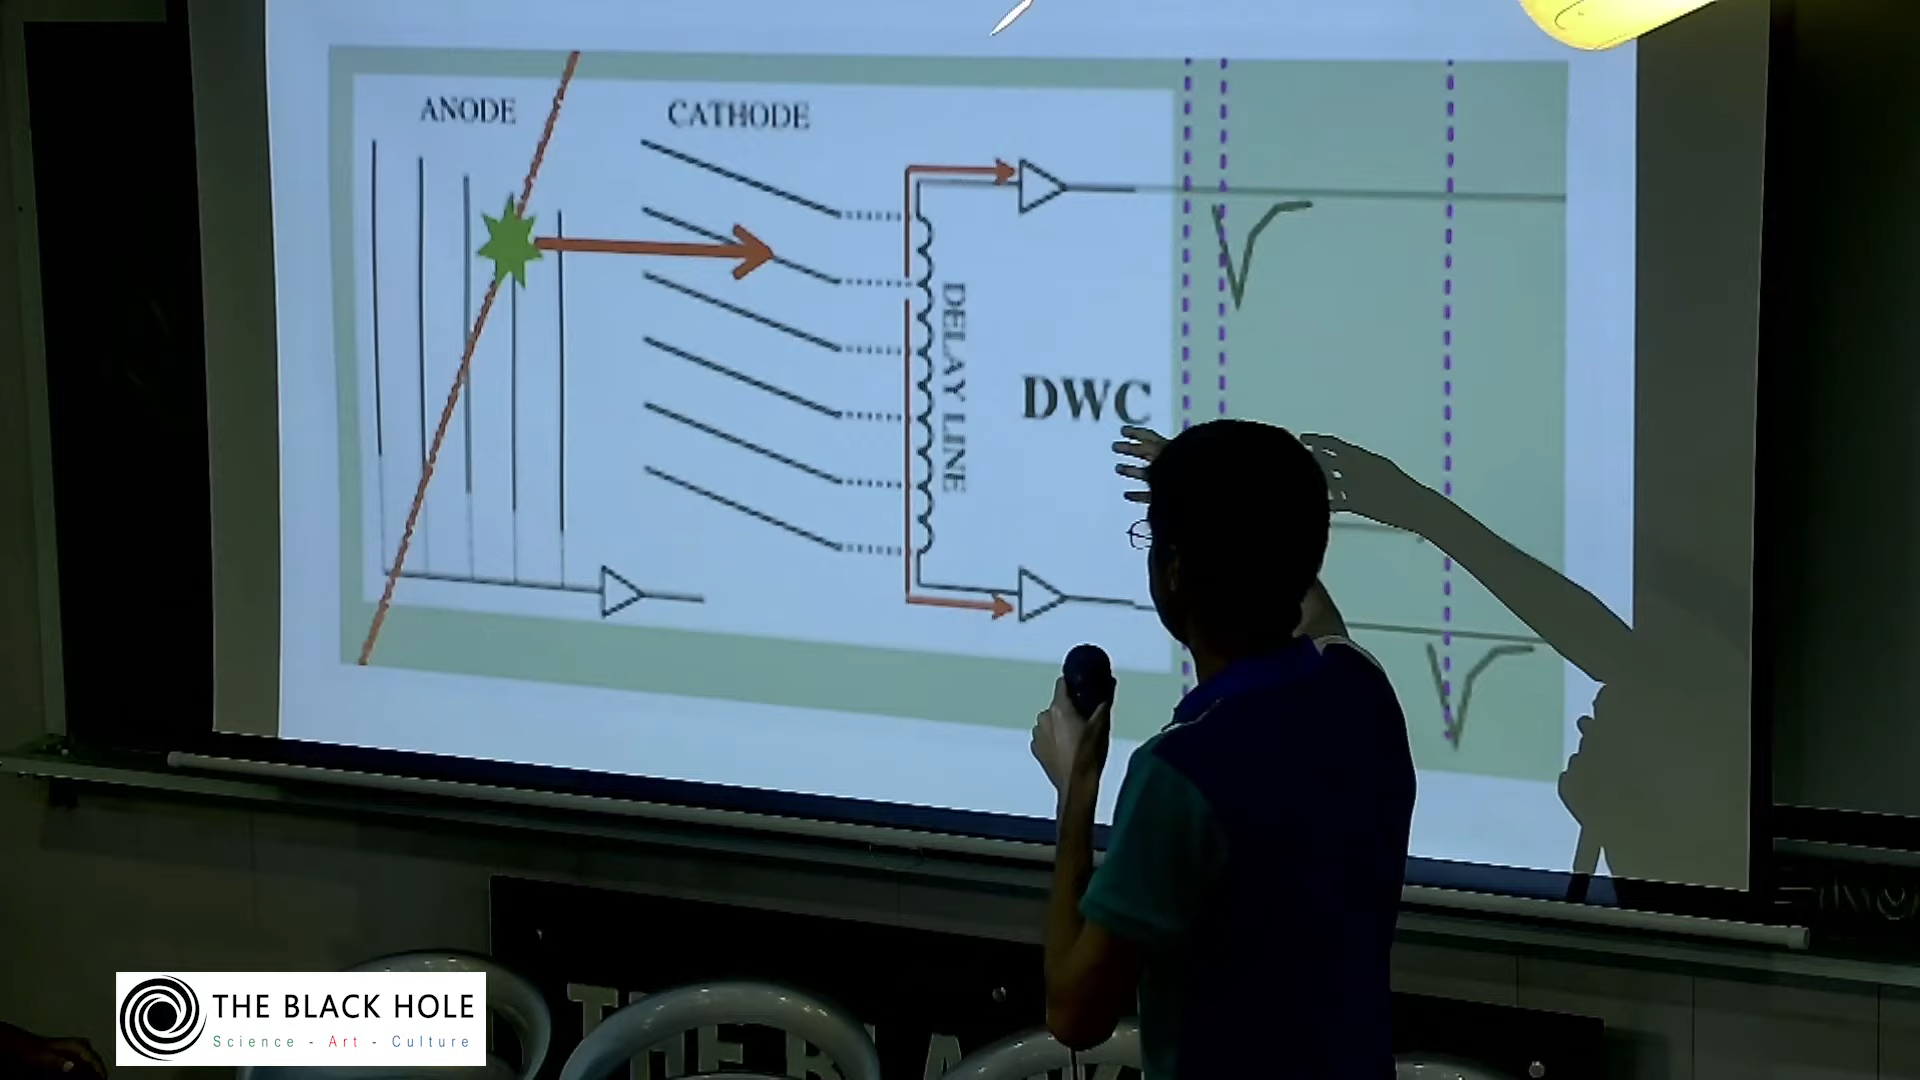 ANODE
CATHODE
DELAY LINE
DWC
THE BLACK HOLE
Science - Art - Culture